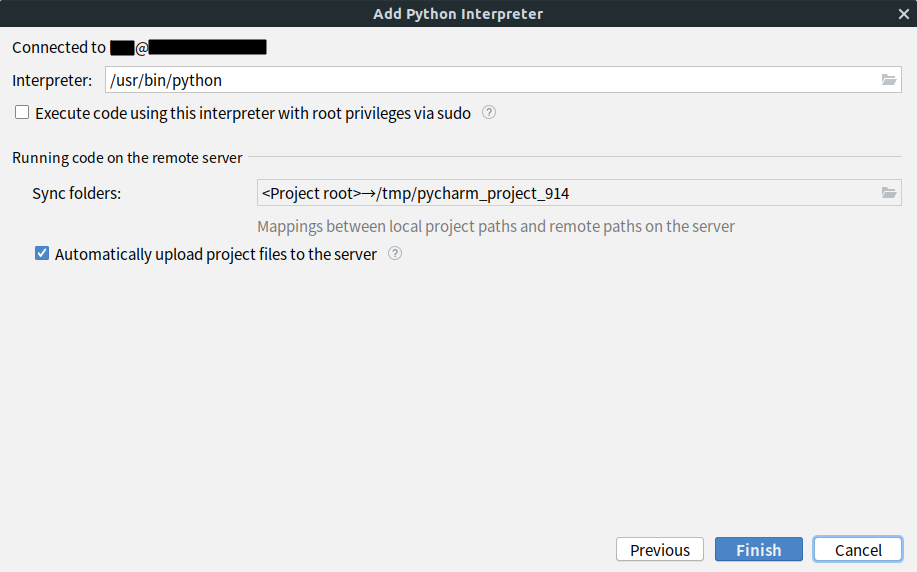 Add Python Interpreter
Connected to @
Interpreter: /usr/bin/python
Execute code using this interpreter with root privileges via sudo ?
Running code on the remote server
Sync folders: <Project root>→/tmp/pycharm_project_914
Mappings between local project paths and remote paths on the server
Automatically upload project files to the server ?
Previous Finish Cancel